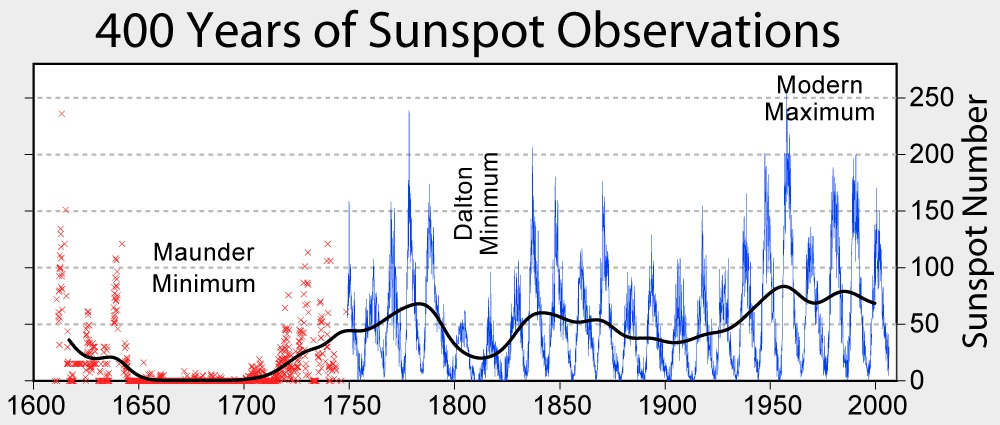 400 Years of Sunspot Observations
Modern
Maximum
Dalton
Minimum
Maunder
Minimum
250
200
150
100
50
0
Sunspot Number
1600
1650
1700
1750
1800
1850
1900
1950
2000